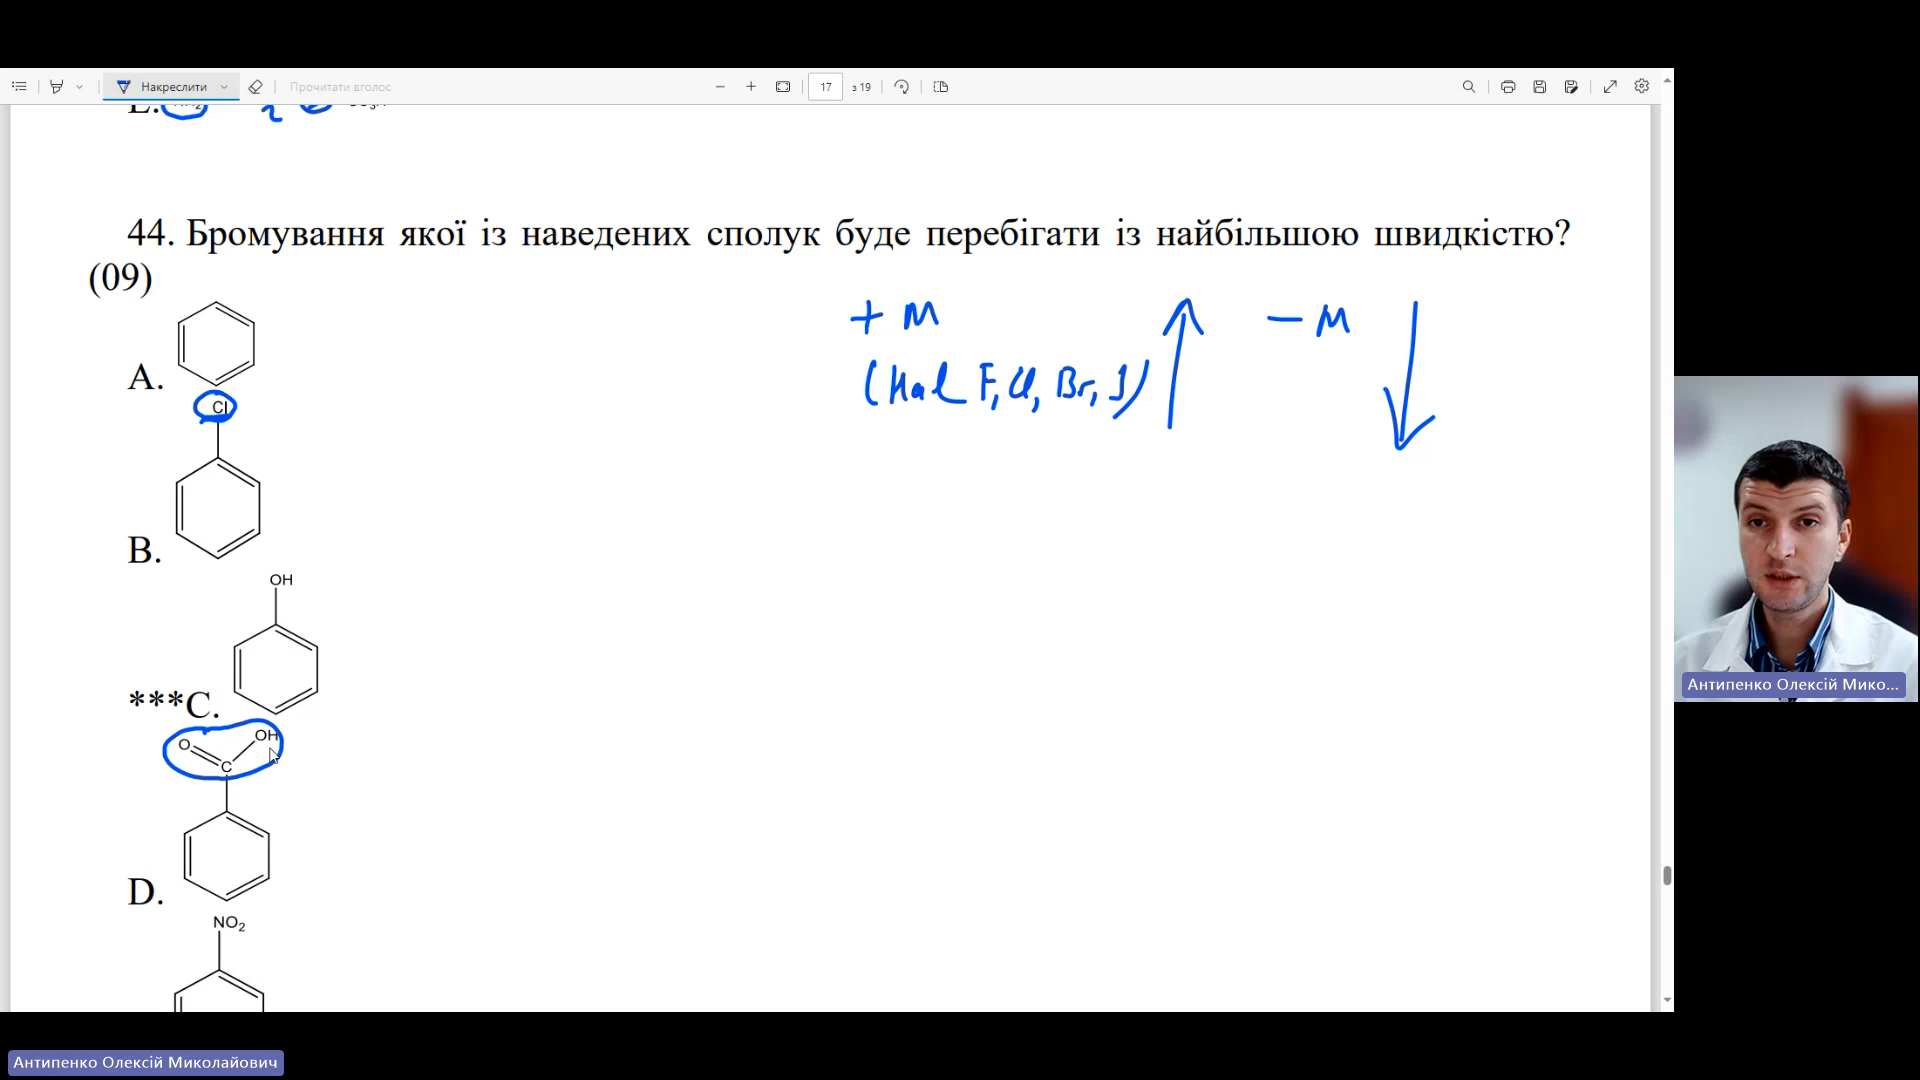 Накреслити
Прочитати вголос
17 з 19
44. Бромування якої із наведених сполук буде перебігати із найбільшою швидкістю?
(09)
+ M
- M
(Hal F, Cl, Br, J)
A.
Cl
B.
OH
***C.
O OH
C
D.
NO2
Антипенко Олексій Мико...
Антипенко Олексій Миколайович